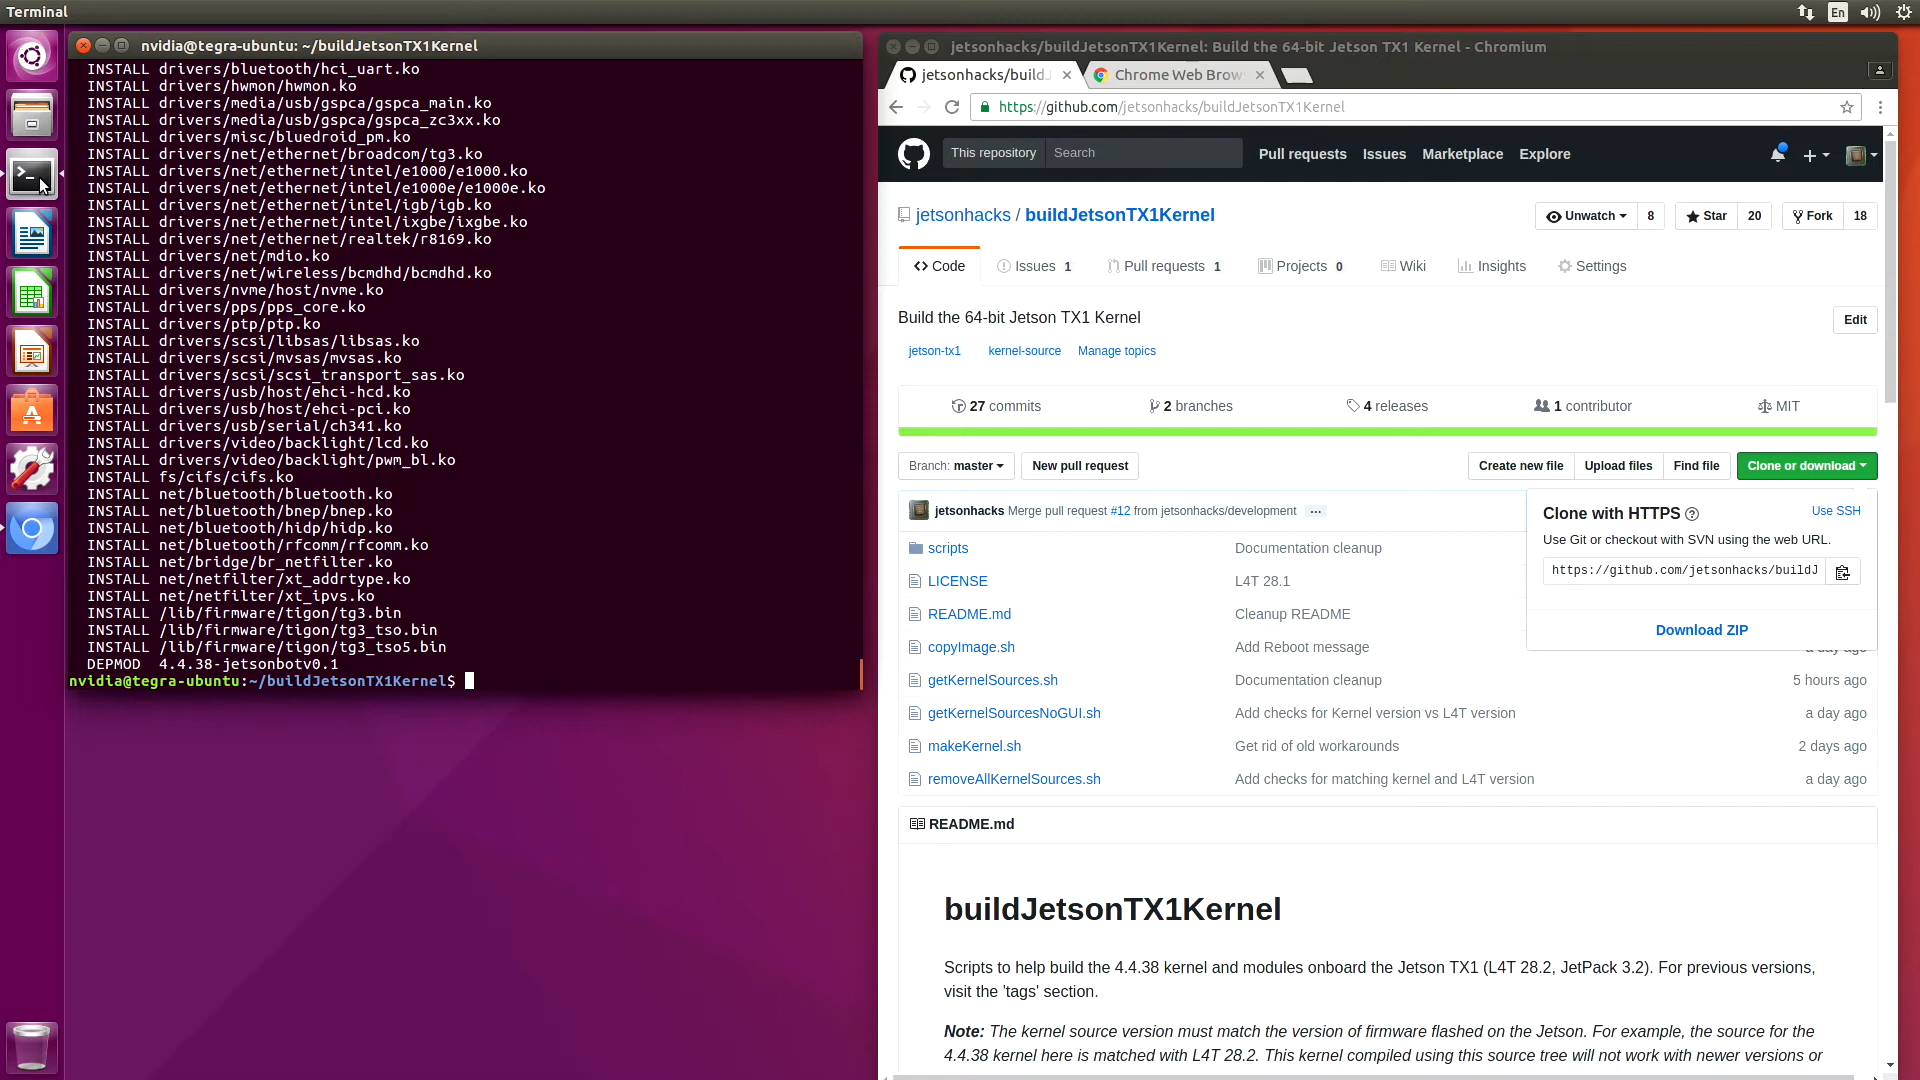 Terminal
En
nvidia@tegra-ubuntu: ~/buildJetsonTX1Kernel
INSTALL drivers/bluetooth/hci_uart.ko
INSTALL drivers/hwmon/hwmon.ko
INSTALL drivers/media/usb/gspca/gspca_main.ko
INSTALL drivers/media/usb/gspca/gspca_zc3xx.ko
INSTALL drivers/misc/bluedroid_pm.ko
INSTALL drivers/net/ethernet/broadcom/tg3.ko
INSTALL drivers/net/ethernet/intel/e1000/e1000.ko
INSTALL drivers/net/ethernet/intel/e1000e/e1000e.ko
INSTALL drivers/net/ethernet/intel/igb/igb.ko
INSTALL drivers/net/ethernet/intel/ixgbe/ixgbe.ko
INSTALL drivers/net/ethernet/realtek/r8169.ko
INSTALL drivers/net/mdio.ko
INSTALL drivers/net/wireless/bcmdhd/bcmdhd.ko
INSTALL drivers/nvme/host/nvme.ko
INSTALL drivers/pps/pps_core.ko
INSTALL drivers/ptp/ptp.ko
INSTALL drivers/scsi/libsas/libsas.ko
INSTALL drivers/scsi/mvsas/mvsas.ko
INSTALL drivers/scsi/scsi_transport_sas.ko
INSTALL drivers/usb/host/ehci-hcd.ko
INSTALL drivers/usb/host/ehci-pci.ko
INSTALL drivers/usb/serial/ch341.ko
INSTALL drivers/video/backlight/lcd.ko
INSTALL drivers/video/backlight/pwm_bl.ko
INSTALL fs/cifs/cifs.ko
INSTALL net/bluetooth/bluetooth.ko
INSTALL net/bluetooth/bnep/bnep.ko
INSTALL net/bluetooth/hidp/hidp.ko
INSTALL net/bluetooth/rfcomm/rfcomm.ko
INSTALL net/bridge/br_netfilter.ko
INSTALL net/netfilter/xt_addrtype.ko
INSTALL net/netfilter/xt_ipvs.ko
INSTALL /lib/firmware/tigon/tg3.bin
INSTALL /lib/firmware/tigon/tg3_tso.bin
INSTALL /lib/firmware/tigon/tg3_tso5.bin
DEPMOD 4.4.38-jetsonbotv0.1
nvidia@tegra-ubuntu:~/buildJetsonTX1Kernel$
jetsonhacks/buildJetsonTX1Kernel: Build the 64-bit Jetson TX1 Kernel - Chromium
jetsonhacks/build Chrome Web Brow
https://github.com/jetsonhacks/buildJetsonTX1Kernel
This repository Search Pull requests Issues Marketplace Explore
jetsonhacks / buildJetsonTX1Kernel Unwatch 8 Star 20 Fork 18
<> Code Issues 1 Pull requests 1 Projects 0 Wiki Insights Settings
Build the 64-bit Jetson TX1 Kernel Edit
jetson-tx1 kernel-source Manage topics
27 commits 2 branches 4 releases 1 contributor MIT
Branch: master New pull request Create new file Upload files Find file Clone or download
jetsonhacks Merge pull request #12 from jetsonhacks/development ...
Clone with HTTPS ? Use SSH
Use Git or checkout with SVN using the web URL.
https://github.com/jetsonhacks/buildJ
Download ZIP
scripts Documentation cleanup
LICENSE L4T 28.1
README.md Cleanup README
copyImage.sh Add Reboot message a day ago
getKernelSources.sh Documentation cleanup 5 hours ago
getKernelSourcesNoGUI.sh Add checks for Kernel version vs L4T version a day ago
makeKernel.sh Get rid of old workarounds 2 days ago
removeAllKernelSources.sh Add checks for matching kernel and L4T version a day ago
README.md
buildJetsonTX1Kernel
Scripts to help build the 4.4.38 kernel and modules onboard the Jetson TX1 (L4T 28.2, JetPack 3.2). For previous versions,
visit the 'tags' section.
Note: The kernel source version must match the version of firmware flashed on the Jetson. For example, the source for the
4.4.38 kernel here is matched with L4T 28.2. This kernel compiled using this source tree will not work with newer versions or